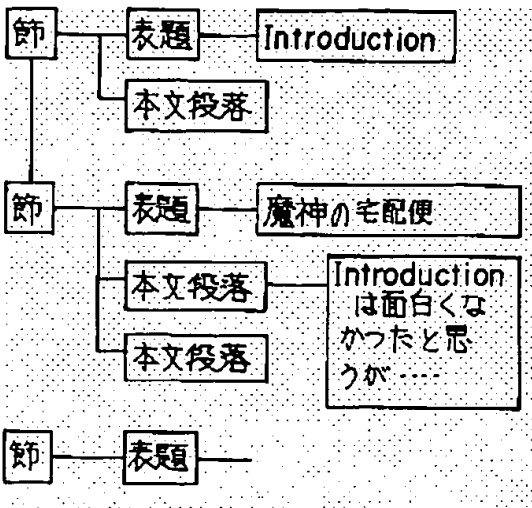 節 表題 Introduction
本文段落
節 表題 魔神の宅配便
本文段落 Introduction
は面白くな
かつたと思
うが‥‥
本文段落
節 表題